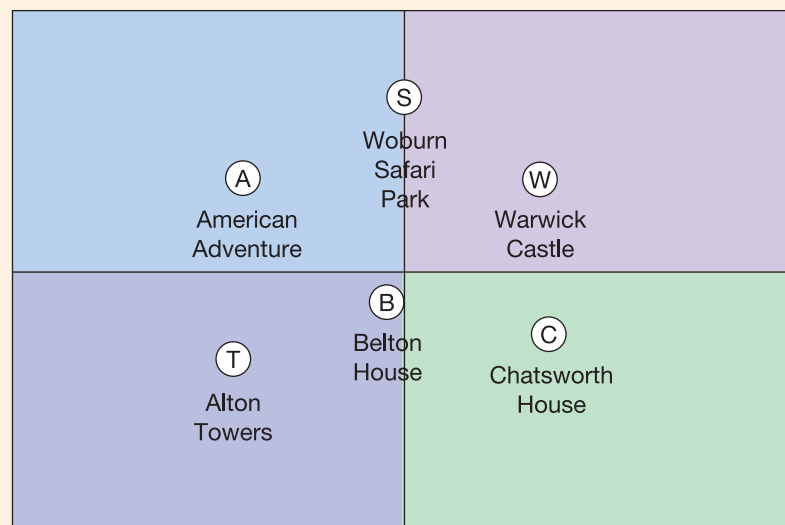 S
Woburn
Safari
Park
A
American
Adventure
W
Warwick
Castle
B
Belton
House
T
Alton
Towers
C
Chatsworth
House